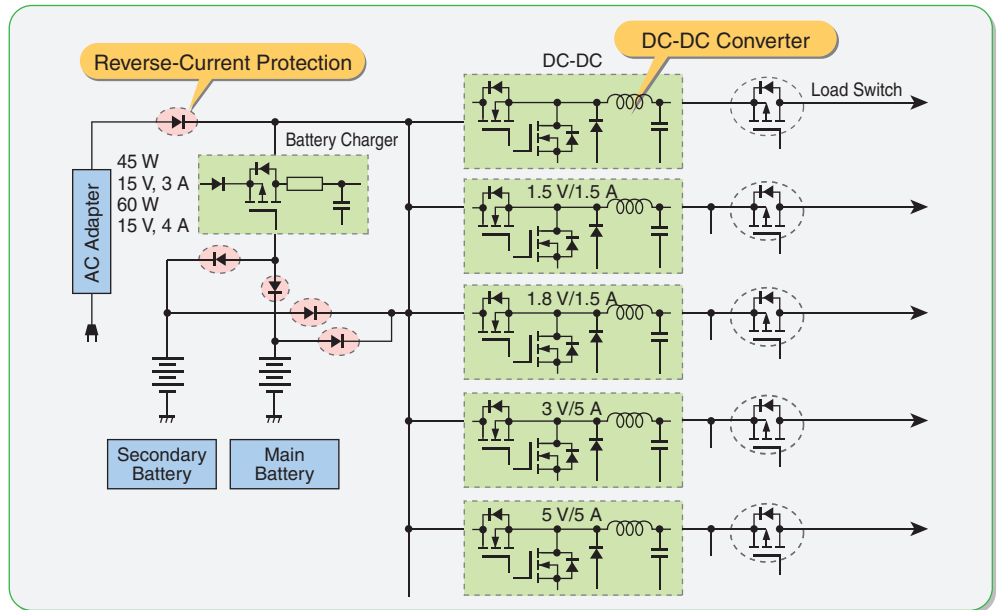 Reverse-Current Protection
DC-DC Converter
DC-DC
Load Switch
Battery Charger
45 W
15 V, 3 A
60 W
15 V, 4 A
AC Adapter
1.5 V/1.5 A
1.8 V/1.5 A
3 V/5 A
5 V/5 A
Secondary
Battery
Main
Battery